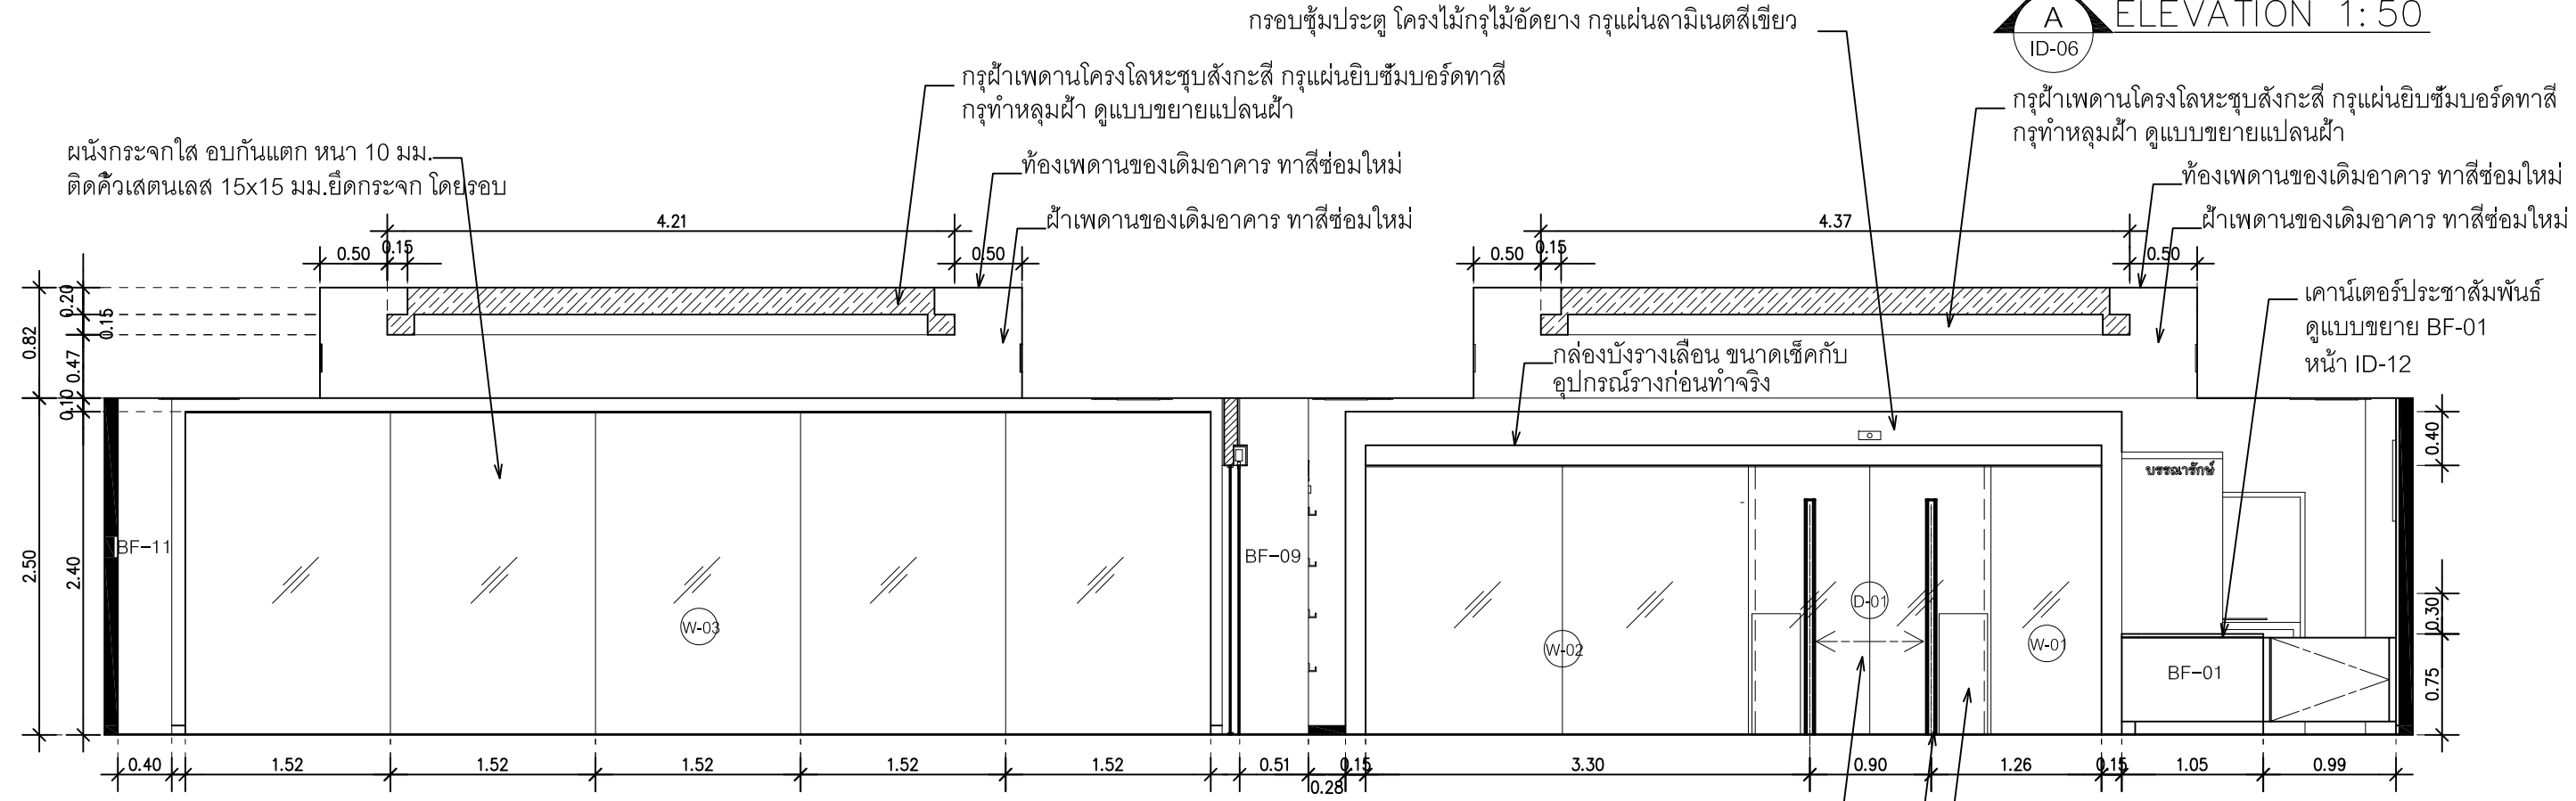 กรอบซุ้มประตู โครงไม้กรุไม้อัดยาง กรุแผ่นลามิเนตสีเขียว
A
ID-06
ELEVATION 1:50
กรุฝ้าเพดานโครงโลหะชุบสังกะสี กรุแผ่นยิบซั่มบอร์ดทาสี
กรุทำหลุมฝ้า ดูแบบขยายแปลนฝ้า
กรุฝ้าเพดานโครงโลหะชุบสังกะสี กรุแผ่นยิบซั่มบอร์ดทาสี
กรุทำหลุมฝ้า ดูแบบขยายแปลนฝ้า
ผนังกระจกใส อบกันแตก หนา 10 มม.
ติดคิ้วเสตนเลส 15x15 มม.ยึดกระจก โดยรอบ
ท้องเพดานของเดิมอาคาร ทาสีซ่อมใหม่
ฝ้าเพดานของเดิมอาคาร ทาสีซ่อมใหม่
ท้องเพดานของเดิมอาคาร ทาสีซ่อมใหม่
ฝ้าเพดานของเดิมอาคาร ทาสีซ่อมใหม่
4.21
4.37
0.50 0.15 0.50
0.50 0.15 0.50
เคาน์เตอร์ประชาสัมพันธ์
ดูแบบขยาย BF-01
หน้า ID-12
กล่องบังรางเลื่อน ขนาดเช็คกับ
อุปกรณ์รางก่อนทำจริง
0.82
0.20
0.15
0.47
0.10
2.50
2.40
0.40
0.30
0.75
บรรณารักษ์
BF-11
W-03
BF-09
W-02
D-01
W-01
BF-01
0.40 1.52 1.52 1.52 1.52 1.52 0.51 0.28 0.15 3.30 0.90 1.26 0.15 1.05 0.99